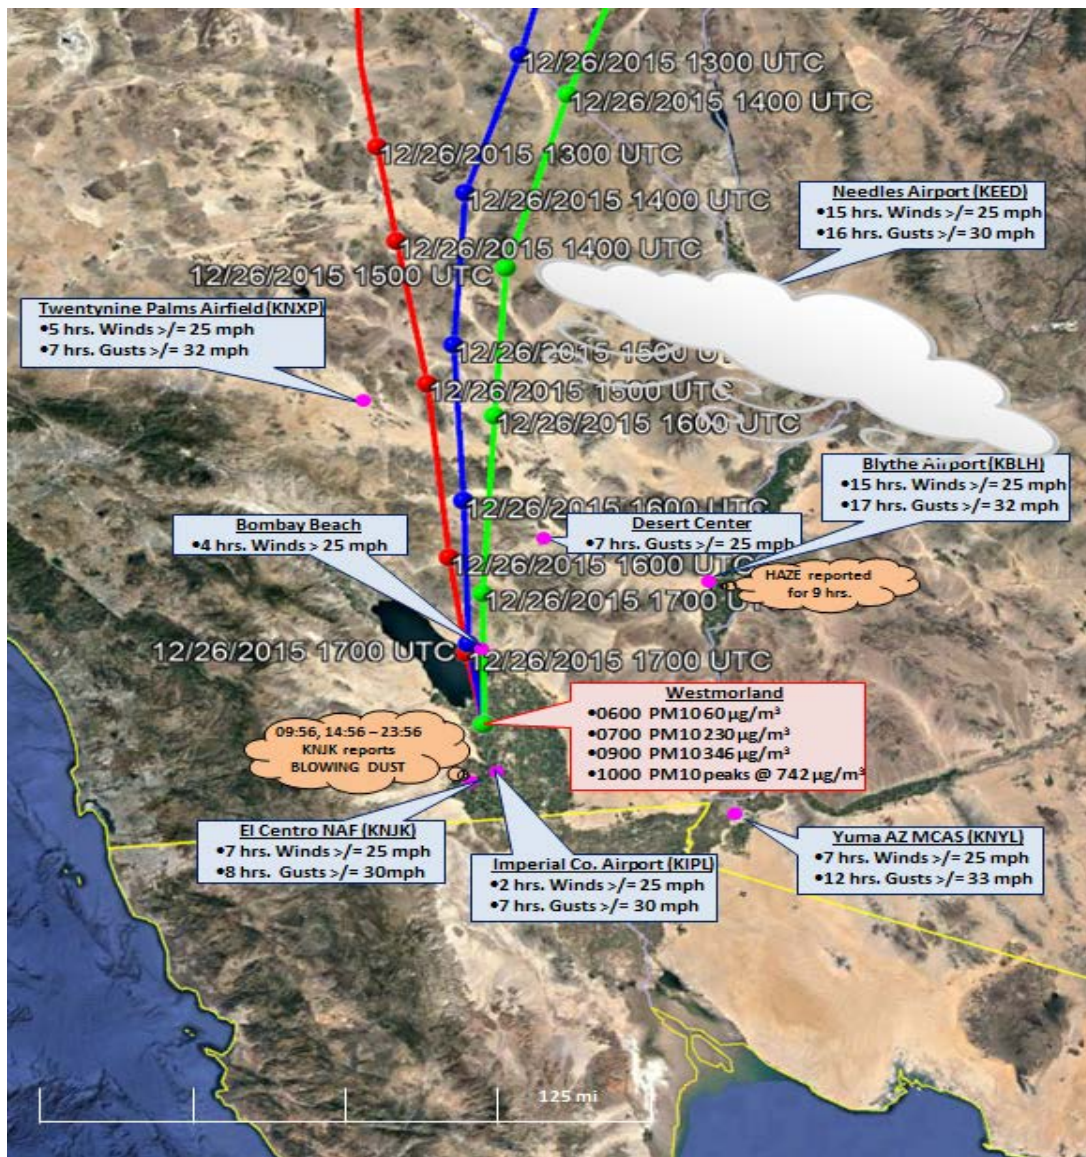 12/26/2015 1300 UTC
12/26/2015 1400 UTC
12/26/2015 1300 UTC
12/26/2015 1400 UTC
Needles Airport (KEED)
•15 hrs. Winds >/= 25 mph
•16 hrs. Gusts >/= 30 mph
12/26/2015 1400 UTC
12/26/2015 1500 UTC
Twentynine Palms Airfield (KNXP)
•5 hrs. Winds >/= 25 mph
•7 hrs. Gusts >/= 32 mph
12/26/2015 1500 UT
12/26/2015 1500 UTC
12/26/2015 1600 UTC
Blythe Airport (KBLH)
•15 hrs. Winds >/= 25 mph
•17 hrs. Gusts >/= 32 mph
12/26/2015 1600 UTC
Bombay Beach
•4 hrs. Winds > 25 mph
Desert Center
•7 hrs. Gusts >/= 25 mph
12/26/2015 1600 UTC
HAZE reported
for 9 hrs.
12/26/2015 1700
12/26/2015 1700 UTC
12/26/2015 1700 UTC
Westmorland
•0600 PM10 60 µg/m³
•0700 PM10 230 µg/m³
•0900 PM10 346 µg/m³
•1000 PM10 peaks @ 742 µg/m³
09:56, 14:56 – 23:56
KNJK reports
BLOWING DUST
El Centro NAF (KNJK)
•7 hrs. Winds >/= 25 mph
•8 hrs. Gusts >/= 30mph
Imperial Co. Airport (KIPL)
•2 hrs. Winds >/= 25 mph
•7 hrs. Gusts >/= 30 mph
Yuma AZ MCAS (KNYL)
•7 hrs. Winds >/= 25 mph
•12 hrs. Gusts >/= 33 mph
125 mi